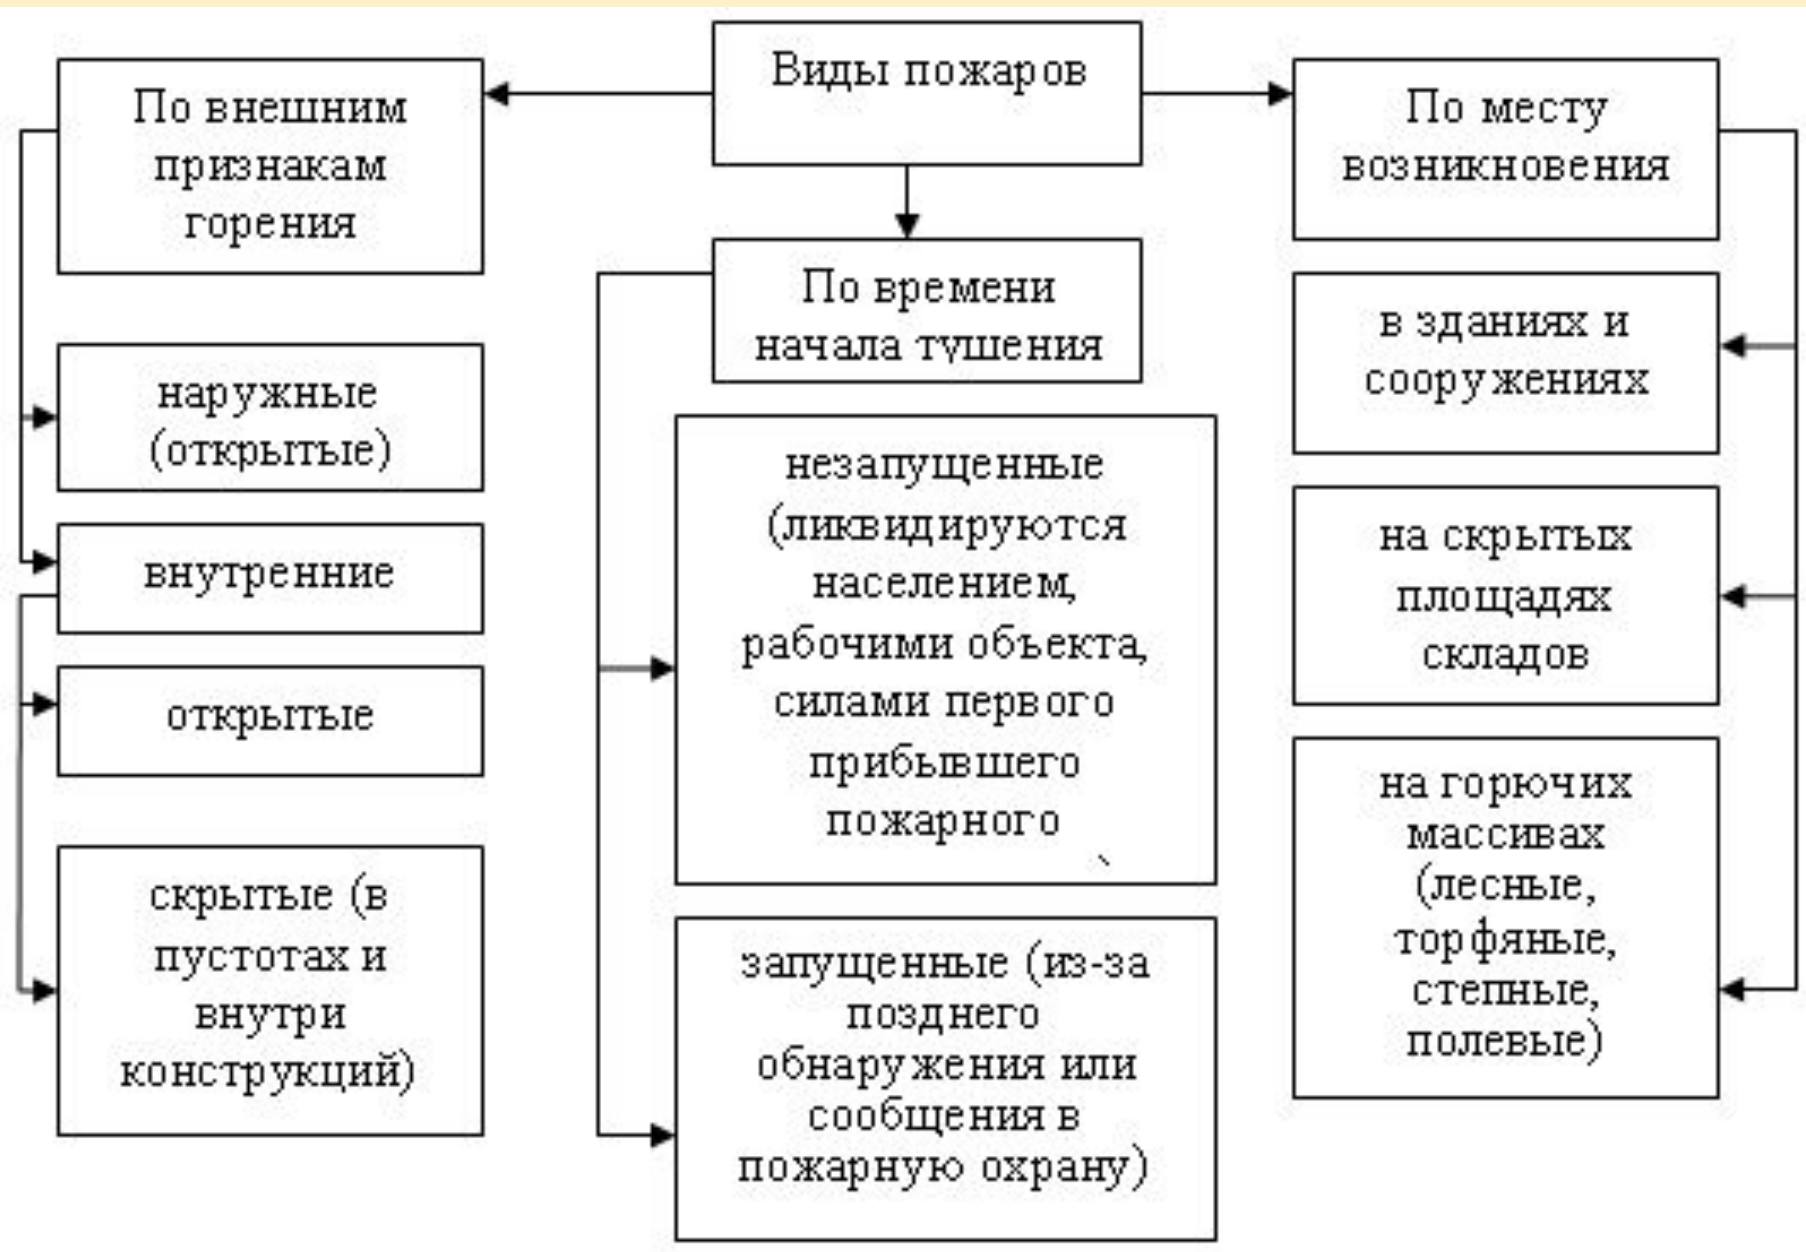 Виды пожаров
По внешним
признакам
горения
наружные
(открытые)
внутренние
открытые
скрытые (в
пустотах и
внутри
конструкций)
По времени
начала тушения
незапущенные
(ликвидируются
населением,
рабочими объекта,
силами первого
прибывшего
пожарного
запущенные (из-за
позднего
обнаружения или
сообщения в
пожарную охрану)
По месту
возникновения
в зданиях и
сооружениях
на скрытых
площадях
складов
на горючих
массивах
(лесные,
торфяные,
степные,
полевые)